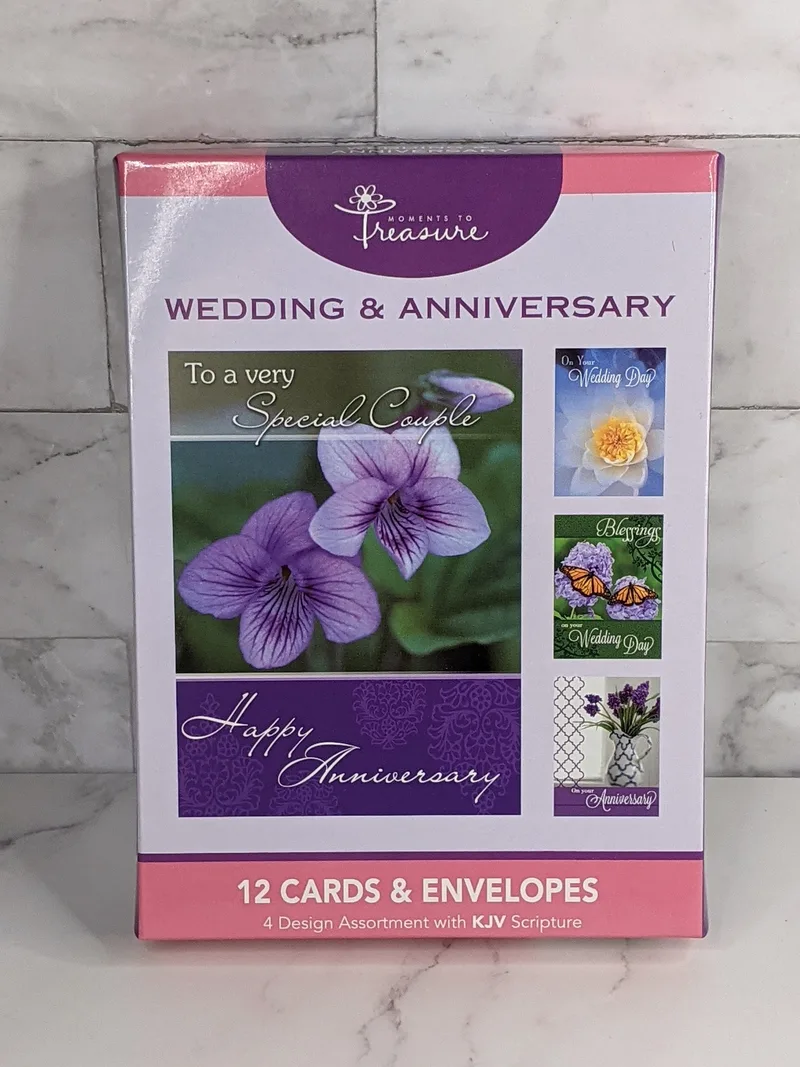 MOMENTS TO
Treasure
WEDDING & ANNIVERSARY
To a very
Special Couple
Happy
Anniversary
On Your
Wedding Day
Blessings
on your
Wedding Day
On your
Anniversary
12 CARDS & ENVELOPES
4 Design Assortment with KJV Scripture